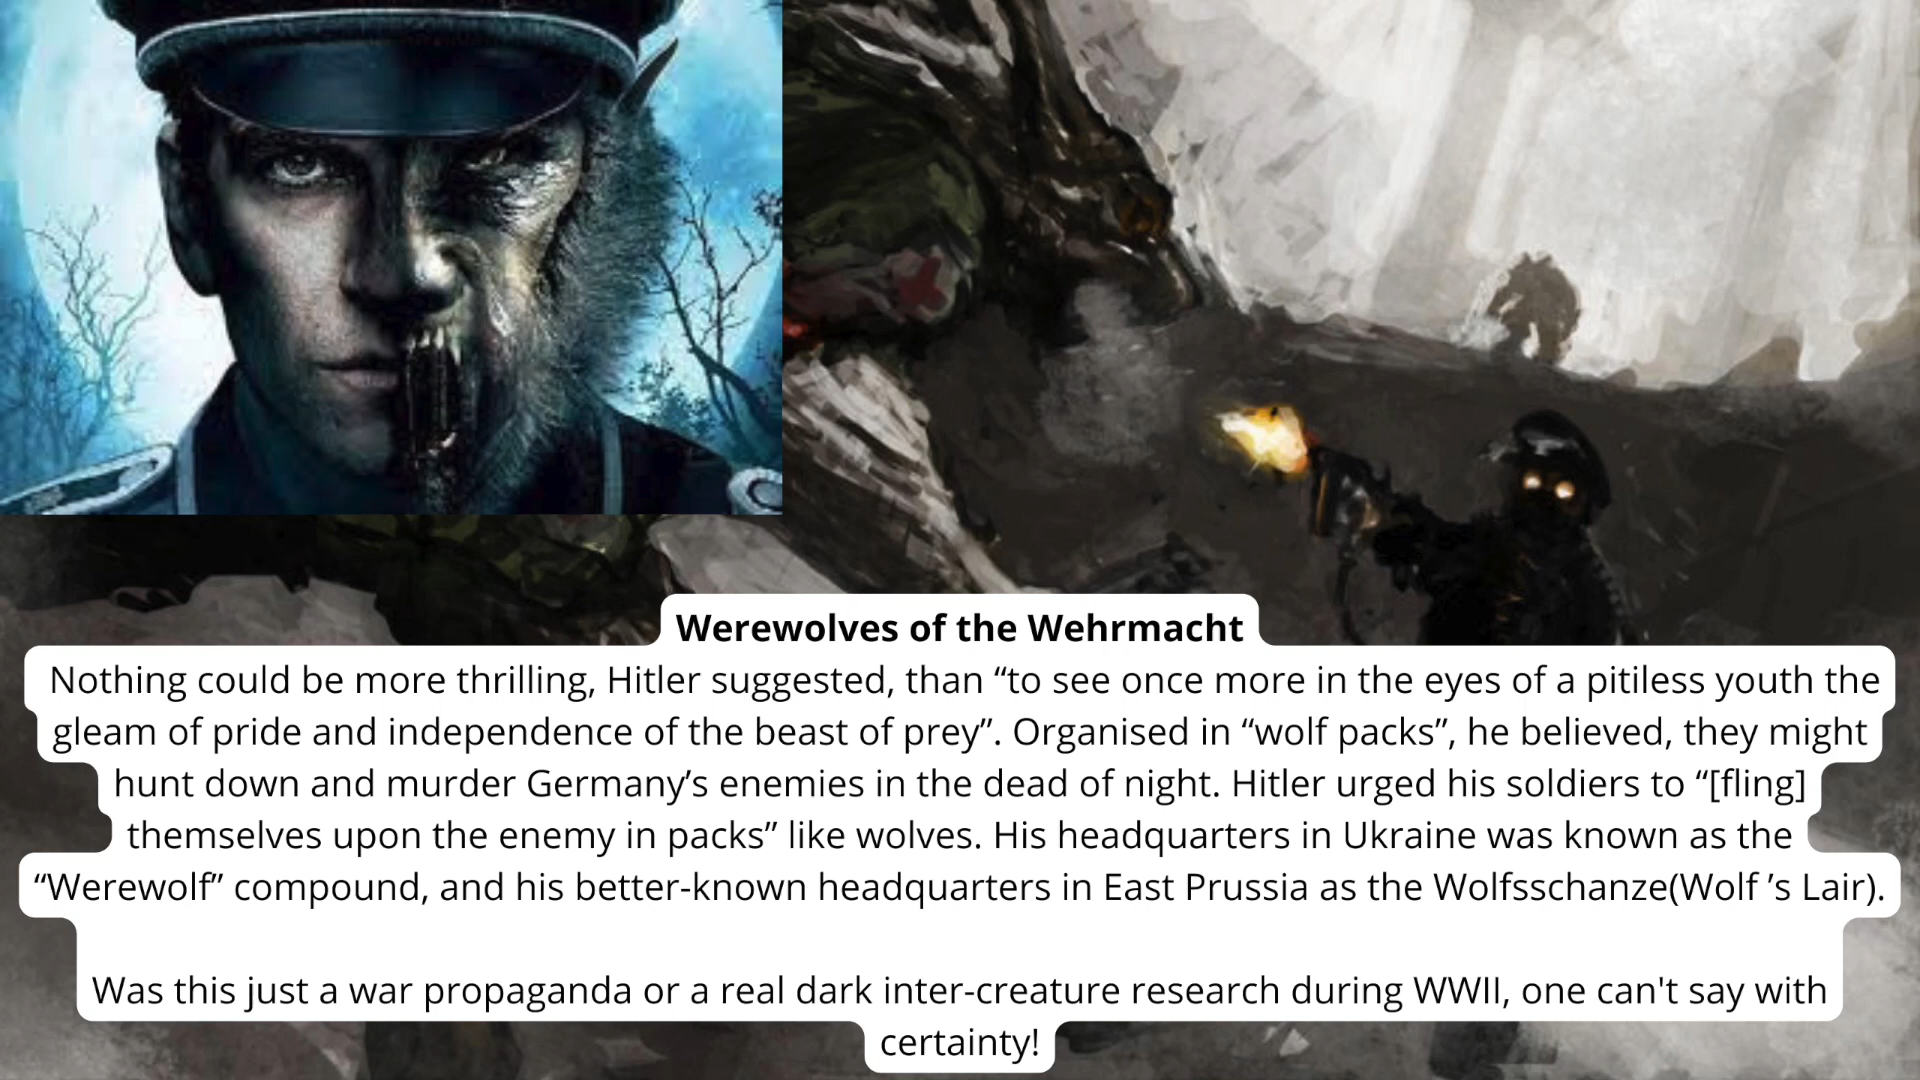 Werewolves of the Wehrmacht
Nothing could be more thrilling, Hitler suggested, than “to see once more in the eyes of a pitiless youth the
gleam of pride and independence of the beast of prey”. Organised in “wolf packs”, he believed, they might
hunt down and murder Germany’s enemies in the dead of night. Hitler urged his soldiers to “[fling]
themselves upon the enemy in packs” like wolves. His headquarters in Ukraine was known as the
“Werewolf” compound, and his better-known headquarters in East Prussia as the Wolfsschanze(Wolf ’s Lair).
Was this just a war propaganda or a real dark inter-creature research during WWII, one can't say with
certainty!